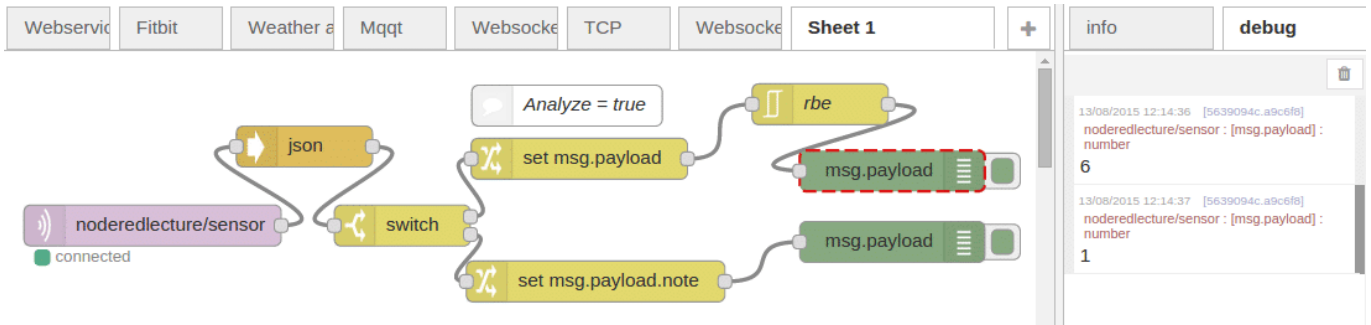 Webservic
Fitbit
Weather a
Mqqt
Websocke
TCP
Websocke
Sheet 1
+
info
debug
Analyze = true
rbe
13/08/2015 12:14:36 [5639094c.a9c6f8]
noderedlecture/sensor : [msg.payload] :
number
6
json
set msg.payload
msg.payload
13/08/2015 12:14:37 [5639094c.a9c6f8]
noderedlecture/sensor : [msg.payload] :
number
1
noderedlecture/sensor
switch
msg.payload
connected
set msg.payload.note